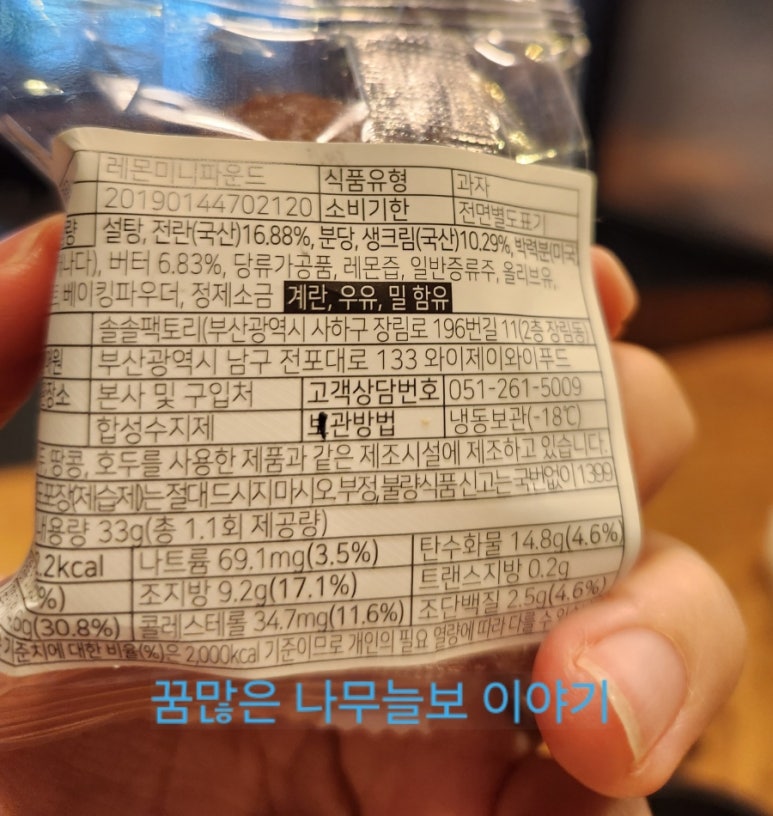 레몬미니파운드 식품유형 과자
20190144702120 소비기한 전면별도표기
설탕, 전란(국산)16.88%, 분당, 생크림(국산)10.29%, 박력분(미국
버터 6.83%, 당류가공품, 레몬즙, 일반증류주, 올리브유,
베이킹파우더, 정제소금 계란, 우유, 밀 함유
솔솔팩토리(부산광역시 사하구 장림로 196번길 11(2층 장림동)
부산광역시 남구 전포대로 133 와이제이와이푸드
본사 및 구입처 고객상담번호 051-261-5009
합성수지제 보관방법 냉동보관(-18℃)
땅콩, 호두를 사용한 제품과 같은 제조시설에 제조하고 있습니다.
는 절대 드시지 마시오. 부정,불량식품 신고는 국번없이 1399
33g(총 1.1회 제공량)
.2kcal 나트륨 69.1mg(3.5%) 탄수화물 14.8g(4.6%)
%) 조지방 9.2g(17.1%) 트랜스지방 0.2g
(30.8%) 콜레스테롤 34.7mg(11.6%) 조단백질 2.5g(4.6%)
기준치에 대한 비율(%)은 2,000kcal 기준이므로 개인의 필요 열량에 따라 다를 수
꿈많은 나무늘보 이야기